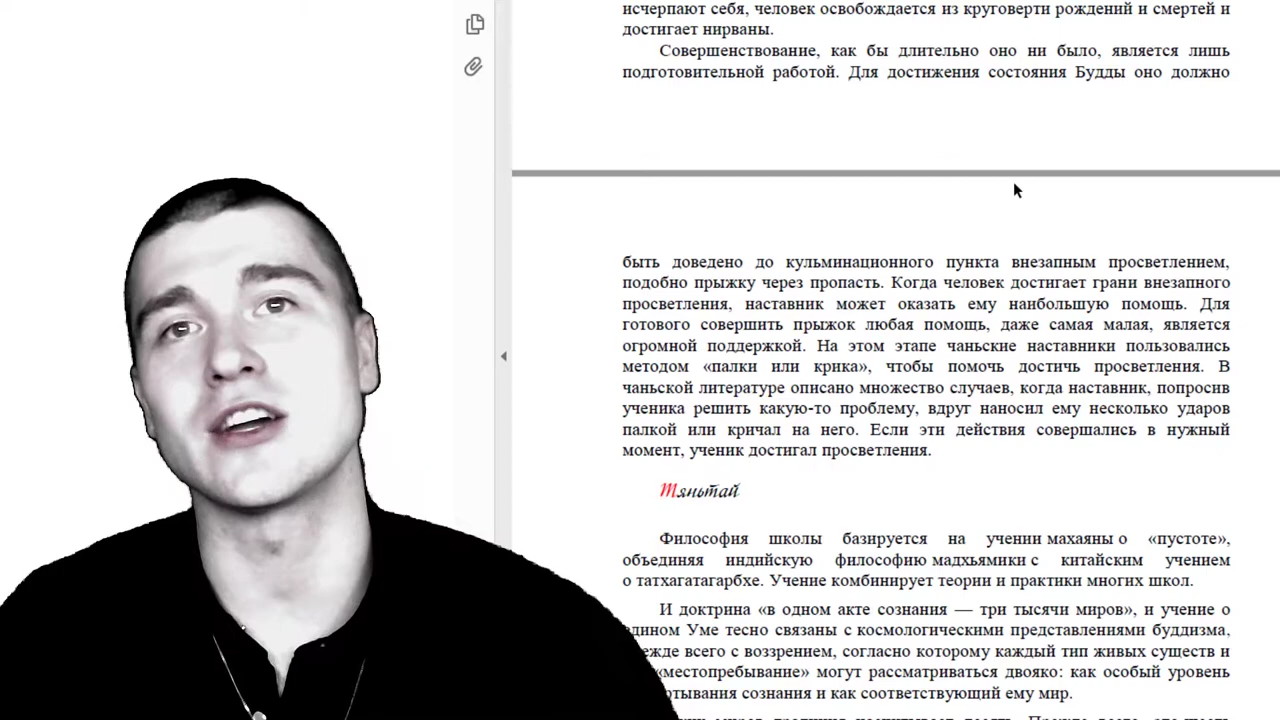 исчерпают себя, человек освобождается из круговерти рождений и смертей и
достигает нирваны.
Совершенствование, как бы длительно оно ни было, является лишь
подготовительной работой. Для достижения состояния Будды оно должно
быть доведено до кульминационного пункта внезапным просветлением,
подобно прыжку через пропасть. Когда человек достигает грани внезапного
просветления, наставник может оказать ему наибольшую помощь. Для
готового совершить прыжок любая помощь, даже самая малая, является
огромной поддержкой. На этом этапе чаньские наставники пользовались
методом «палки или крика», чтобы помочь достичь просветления. В
чаньской литературе описано множество случаев, когда наставник, попросив
ученика решить какую-то проблему, вдруг наносил ему несколько ударов
палкой или кричал на него. Если эти действия совершались в нужный
момент, ученик достигал просветления.
Тяньтай
Философия школы базируется на учении махаяны о «пустоте»,
объединяя индийскую философию мадхьямики с китайским учением
о татхагатагарбхе. Учение комбинирует теории и практики многих школ.
И доктрина «в одном акте сознания — три тысячи миров», и учение о
едином Уме тесно связаны с космологическими представлениями буддизма,
всего с воззрением, согласно которому каждый тип живых существ и
«местопребывание» могут рассматриваться двояко: как особый уровень
сознания и как соответствующий ему мир.